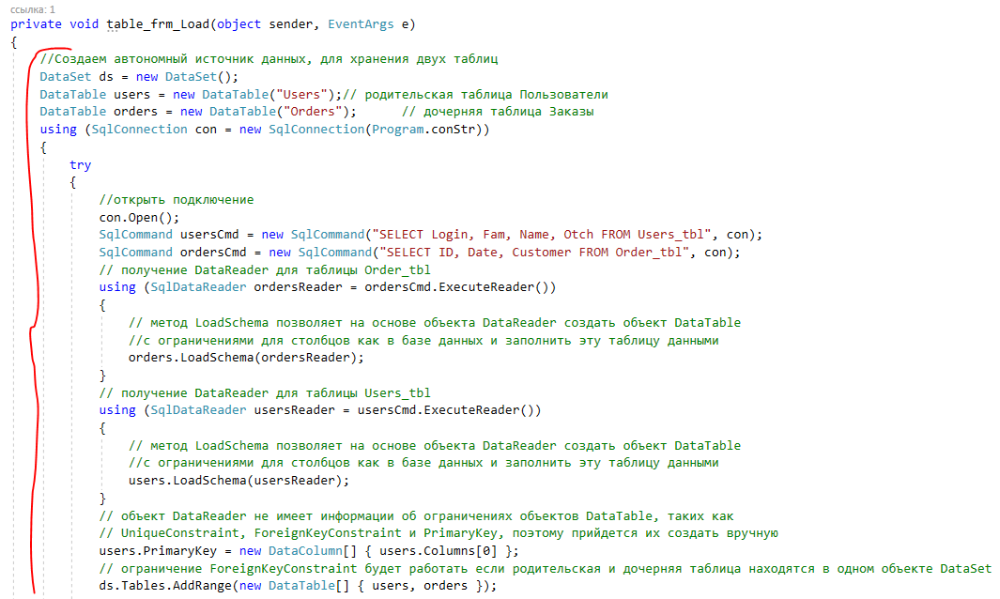 ссылка: 1
private void table_frm_Load(object sender, EventArgs e)
{
//Создаем автономный источник данных, для хранения двух таблиц
DataSet ds = new DataSet();
DataTable users = new DataTable("Users");// родительская таблица Пользователи
DataTable orders = new DataTable("Orders"); // дочерняя таблица Заказы
using (SqlConnection con = new SqlConnection(Program.conStr))
{
try
{
//открыть подключение
con.Open();
SqlCommand usersCmd = new SqlCommand("SELECT Login, Fam, Name, Otch FROM Users_tbl", con);
SqlCommand ordersCmd = new SqlCommand("SELECT ID, Date, Customer FROM Order_tbl", con);
// получение DataReader для таблицы Order_tbl
using (SqlDataReader ordersReader = ordersCmd.ExecuteReader())
{
// метод LoadSchema позволяет на основе объекта DataReader создать объект DataTable
//с ограничениями для столбцов как в базе данных и заполнить эту таблицу данными
orders.LoadSchema(ordersReader);
}
// получение DataReader для таблицы Users_tbl
using (SqlDataReader usersReader = usersCmd.ExecuteReader())
{
// метод LoadSchema позволяет на основе объекта DataReader создать объект DataTable
//с ограничениями для столбцов как в базе данных и заполнить эту таблицу данными
users.LoadSchema(usersReader);
}
// объект DataReader не имеет информации об ограничениях объектов DataTable, таких как
// UniqueConstraint, ForeignKeyConstraint и PrimaryKey, поэтому прийдется их создать вручную
users.PrimaryKey = new DataColumn[] { users.Columns[0] };
// ограничение ForeignKeyConstraint будет работать если родительская и дочерняя таблица находятся в одном объекте DataSet
ds.Tables.AddRange(new DataTable[] { users, orders });